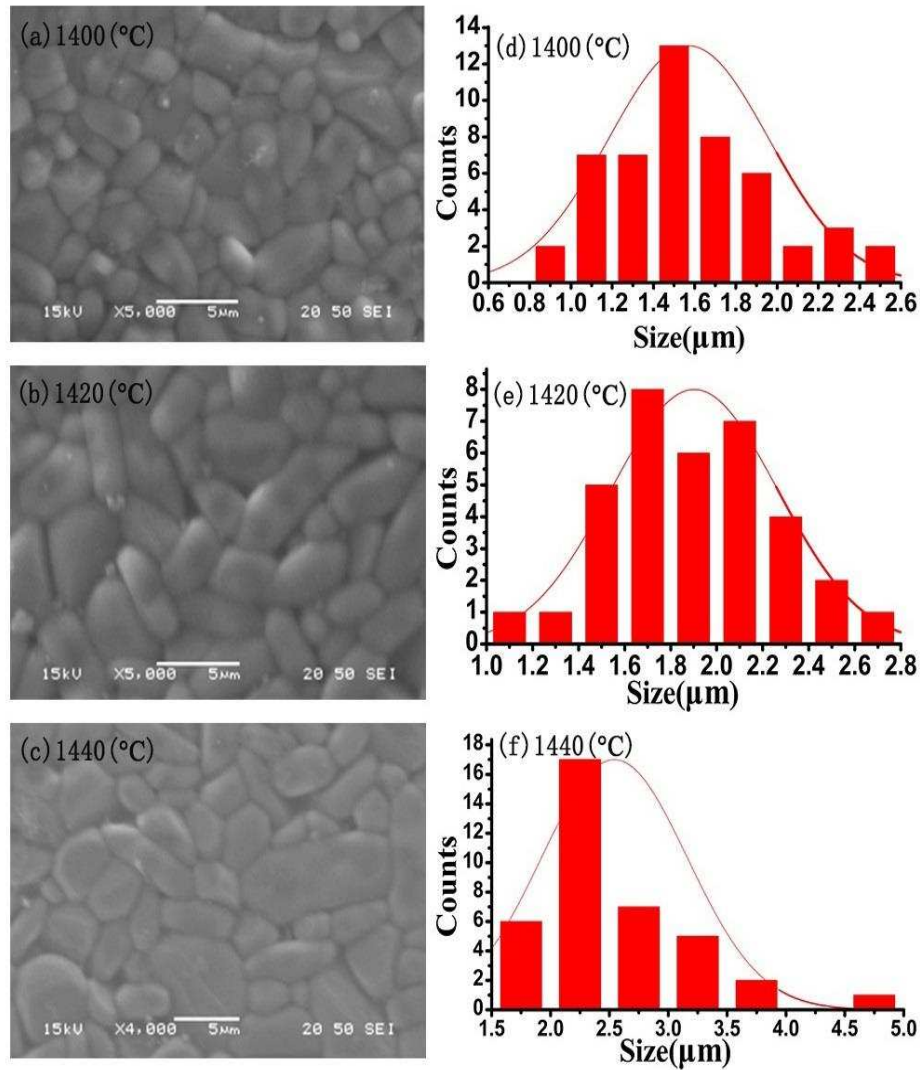 (a) 1400(°C)
15kV X5,000 5μm 20 50 SEI
(d) 1400(°C)
Counts
14
12
10
8
6
4
2
0
0.6 0.8 1.0 1.2 1.4 1.6 1.8 2.0 2.2 2.4 2.6
Size(μm)
(b) 1420(°C)
15kV X5,000 5μm 20 50 SEI
(e) 1420(°C)
Counts
8
7
6
5
4
3
2
1
0
1.0 1.2 1.4 1.6 1.8 2.0 2.2 2.4 2.6 2.8
Size(μm)
(c) 1440(°C)
15kV X4,000 5μm 20 50 SEI
(f) 1440(°C)
Counts
18
16
14
12
10
8
6
4
2
0
1.5 2.0 2.5 3.0 3.5 4.0 4.5 5.0
Size(μm)